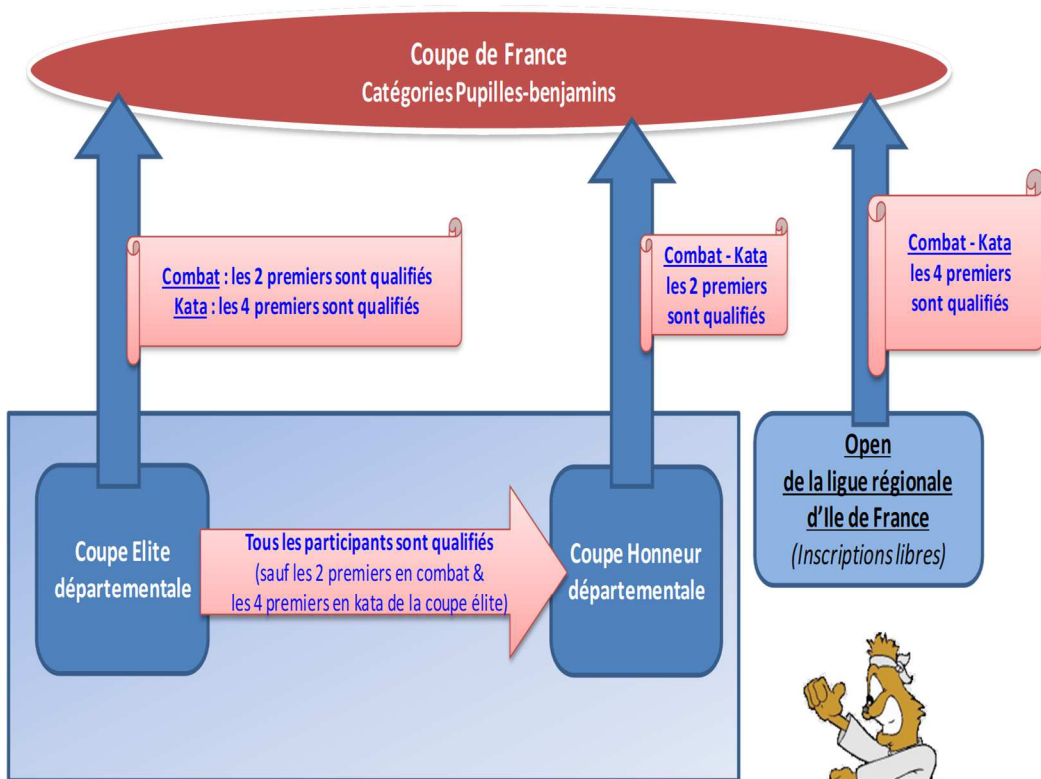 Coupe de France
Catégories Pupilles-benjamins
Combat : les 2 premiers sont qualifiés
Kata : les 4 premiers sont qualifiés
Combat - Kata
les 2 premiers
sont qualifiés
Combat - Kata
les 4 premiers
sont qualifiés
Coupe Elite
départementale
Tous les participants sont qualifiés
(sauf les 2 premiers en combat &
les 4 premiers en kata de la coupe élite)
Coupe Honneur
départementale
Open
de la ligue régionale
d'Ile de France
(Inscriptions libres)